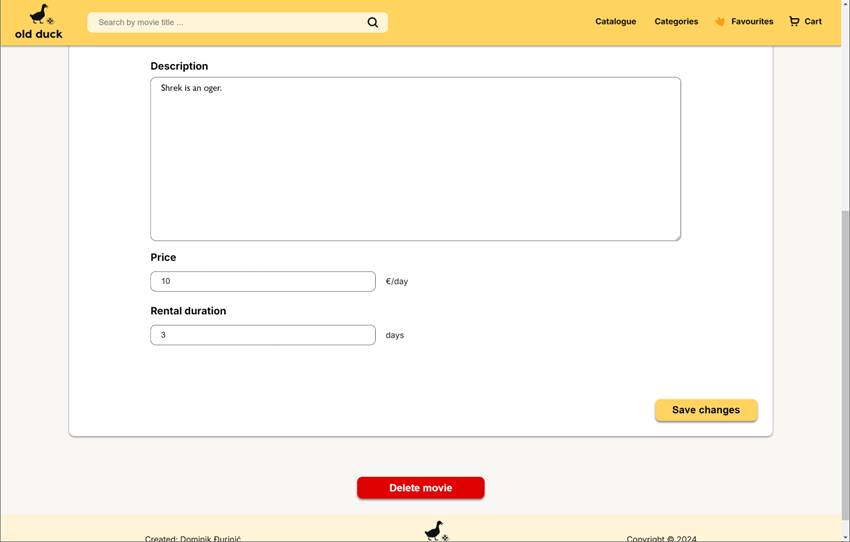 old duck
Search by movie title ...
Catalogue
Categories
Favourites
Cart
Description
Shrek is an oger.
Price
10
€/day
Rental duration
3
days
Save changes
Delete movie
Created: Dominik Đurinić
Copyright © 2024